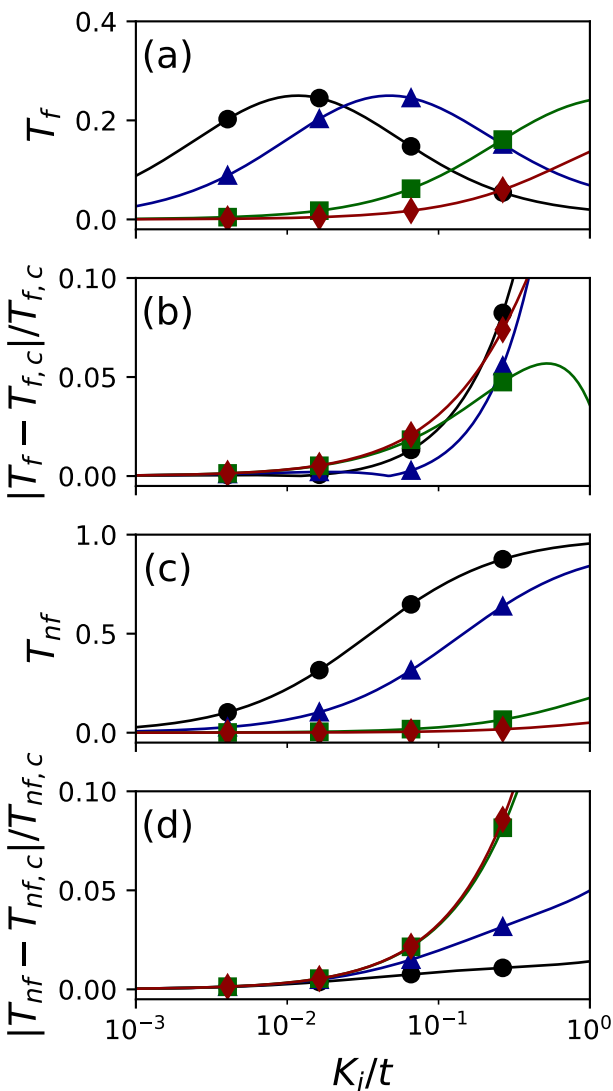 0.4
(a)
0.2
T_f
0.0
0.10
(b)
0.05
|T_f − T_{f,c}|/T_{f,c}
0.00
1.0
(c)
0.5
T_{nf}
0.0
0.10
(d)
0.05
|T_{nf} − T_{nf,c}|/T_{nf,c}
0.00
10^{−3} 10^{−2} 10^{−1} 10^0
K_i/t